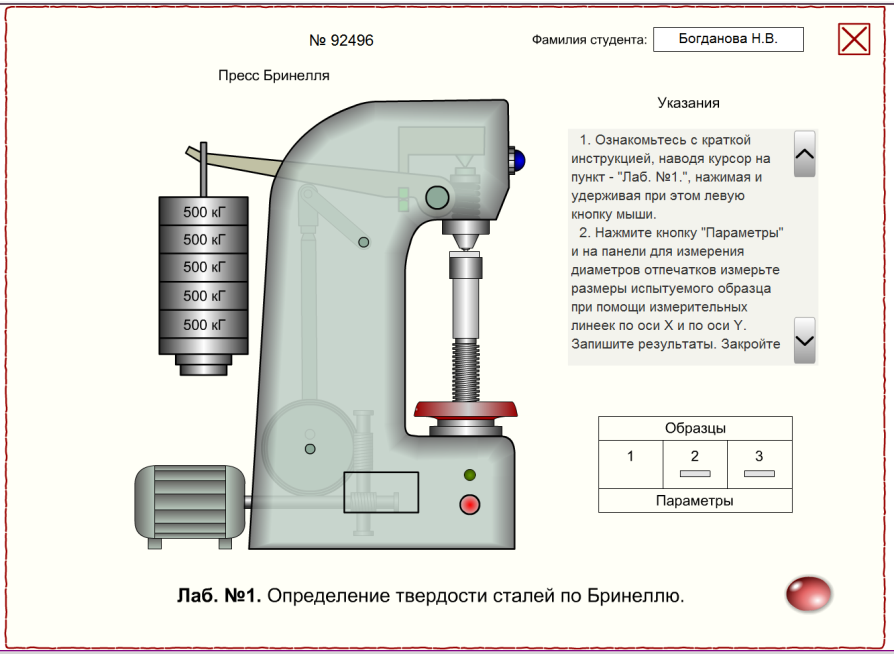 № 92496
Фамилия студента: Богданова Н.В.
Пресс Бринелля
Указания
1. Ознакомьтесь с краткой
инструкцией, наводя курсор на
пункт - "Лаб. №1.", нажимая и
удерживая при этом левую
кнопку мыши.
2. Нажмите кнопку "Параметры"
и на панели для измерения
диаметров отпечатков измерьте
размеры испытуемого образца
при помощи измерительных
линеек по оси X и по оси Y.
Запишите результаты. Закройте
500 кГ
500 кГ
500 кГ
500 кГ
500 кГ
Образцы
1 2 3
Параметры
Лаб. №1. Определение твердости сталей по Бринеллю.